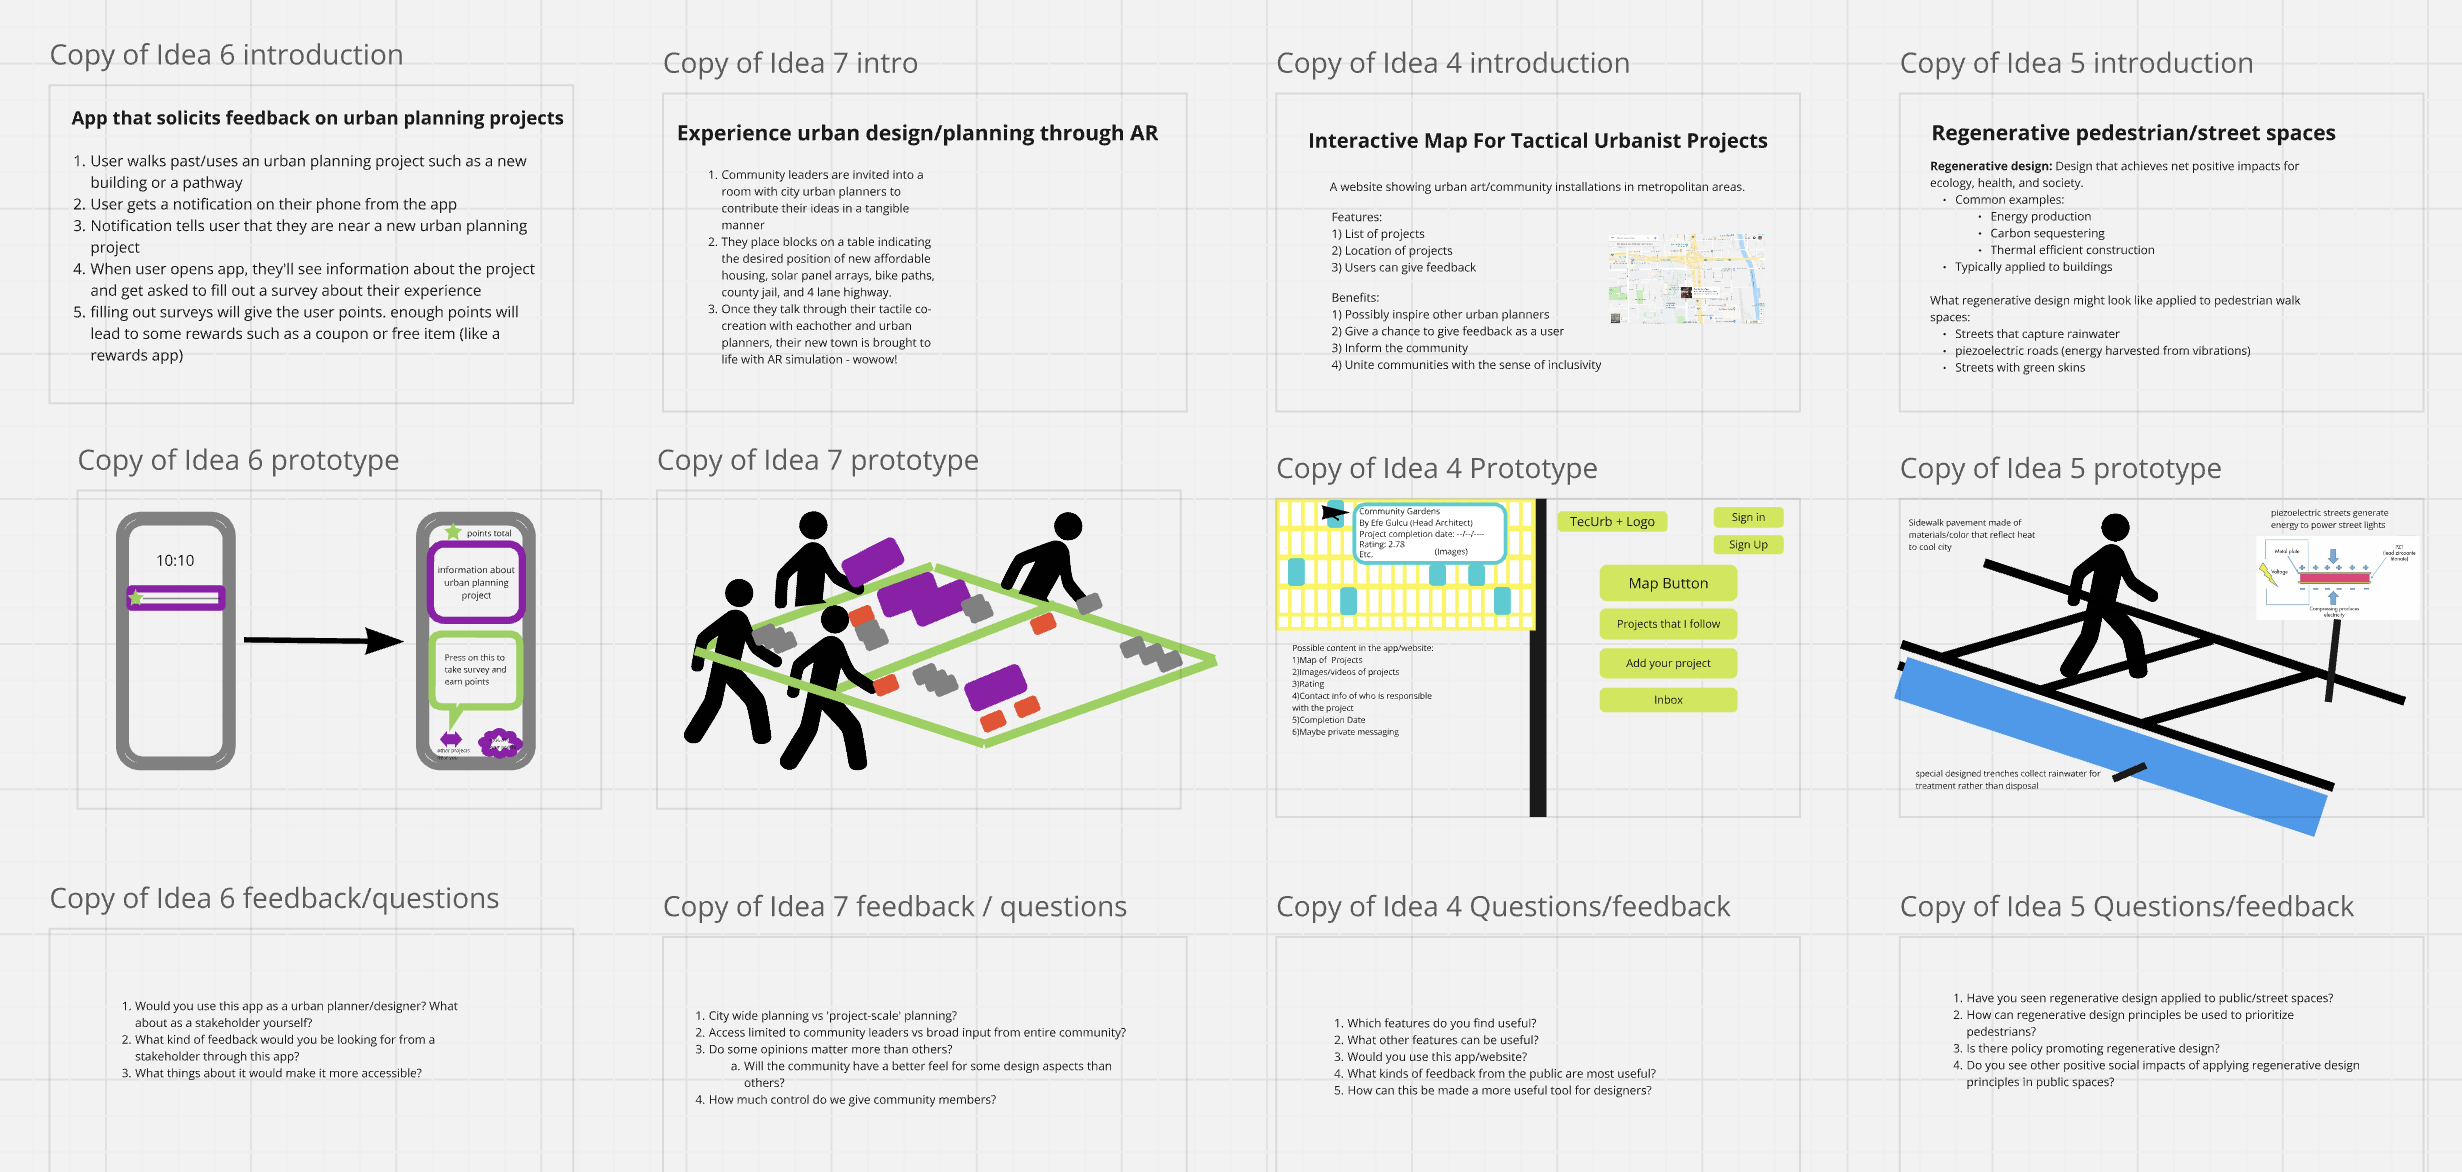 Copy of Idea 6 introduction
App that solicits feedback on urban planning projects
1. User walks past/uses an urban planning project such as a new
building or a pathway
2. User gets a notification on their phone from the app
3. Notification tells user that they are near a new urban planning
project
4. When user opens app, they'll see information about the project
and get asked to fill out a survey about their experience
5. filling out surveys will give the user points. enough points will
lead to some rewards such as a coupon or free item (like a
rewards app)
Copy of Idea 7 intro
Experience urban design/planning through AR
1. Community leaders are invited into a
room with city urban planners to
contribute their ideas in a tangible
manner
2. They place blocks on a table indicating
the desired position of new affordable
housing, solar panel arrays, bike paths,
county jail, and 4 lane highway.
3. Once they talk through their tactile co-
creation with eachother and urban
planners, their new town is brought to
life with AR simulation - wowow!
Copy of Idea 4 introduction
Interactive Map For Tactical Urbanist Projects
A website showing urban art/community installations in metropolitan areas.
Features:
1) List of projects
2) Location of projects
3) Users can give feedback
Benefits:
1) Possibly inspire other urban planners
2) Give a chance to give feedback as a user
3) Inform the community
4) Unite communities with the sense of inclusivity
Copy of Idea 5 introduction
Regenerative pedestrian/street spaces
Regenerative design: Design that achieves net positive impacts for
ecology, health, and society.
• Common examples:
• Energy production
• Carbon sequestering
• Thermal efficient construction
• Typically applied to buildings
What regenerative design might look like applied to pedestrian walk
spaces:
• Streets that capture rainwater
• piezoelectric roads (energy harvested from vibrations)
• Streets with green skins
Copy of Idea 6 prototype
10:10
points total
information about
urban planning
project
Press on this to
take survey and
earn points
other projects
Copy of Idea 7 prototype
Copy of Idea 4 Prototype
Community Gardens
By Efe Gulcu (Head Architect)
Project completion date: --/--/----
Rating: 2.78
Etc.
(Images)
TecUrb + Logo
Sign in
Sign Up
Map Button
Projects that I follow
Add your project
Inbox
Possible content in the app/website:
1)Map of Projects
2)Images/videos of projects
3)Rating
4)Contact info of who is responsible
with the project
5)Completion Date
6)Maybe private messaging
Copy of Idea 5 prototype
Sidewalk pavement made of
materials/color that reflect heat
to cool city
piezoelectric streets generate
energy to power street lights
Metal plate
PZT
(lead zirconate
titanate)
Voltage
Compressing produces
electricity
special designed trenches collect rainwater for
treatment rather than disposal
Copy of Idea 6 feedback/questions
1. Would you use this app as a urban planner/designer? What
about as a stakeholder yourself?
2. What kind of feedback would you be looking for from a
stakeholder through this app?
3. What things about it would make it more accessible?
Copy of Idea 7 feedback / questions
1. City wide planning vs 'project-scale' planning?
2. Access limited to community leaders vs broad input from entire community?
3. Do some opinions matter more than others?
a. Will the community have a better feel for some design aspects than
others?
4. How much control do we give community members?
Copy of Idea 4 Questions/feedback
1. Which features do you find useful?
2. What other features can be useful?
3. Would you use this app/website?
4. What kinds of feedback from the public are most useful?
5. How can this be made a more useful tool for designers?
Copy of Idea 5 Questions/feedback
1. Have you seen regenerative design applied to public/street spaces?
2. How can regenerative design principles be used to prioritize
pedestrians?
3. Is there policy promoting regenerative design?
4. Do you see other positive social impacts of applying regenerative design
principles in public spaces?